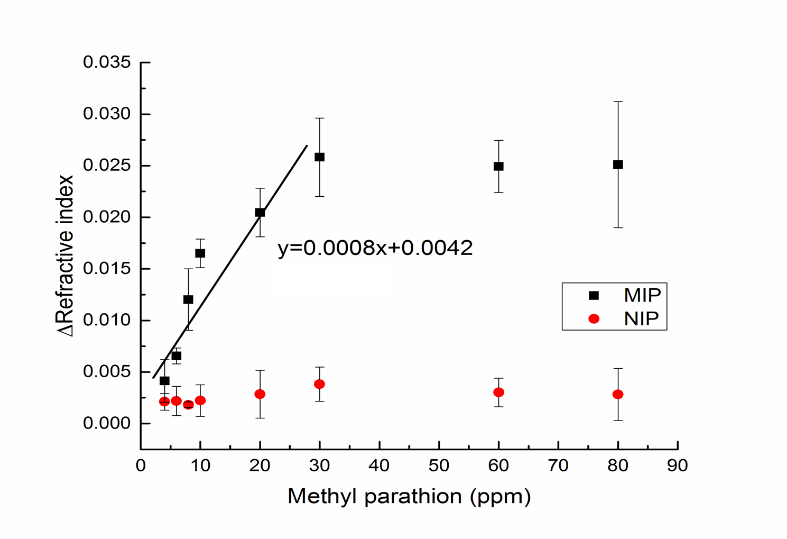 0.035
0.030
0.025
0.020
0.015
0.010
0.005
0.000
ΔRefractive index
y=0.0008x+0.0042
MIP
NIP
0 10 20 30 40 50 60 70 80 90
Methyl parathion (ppm)